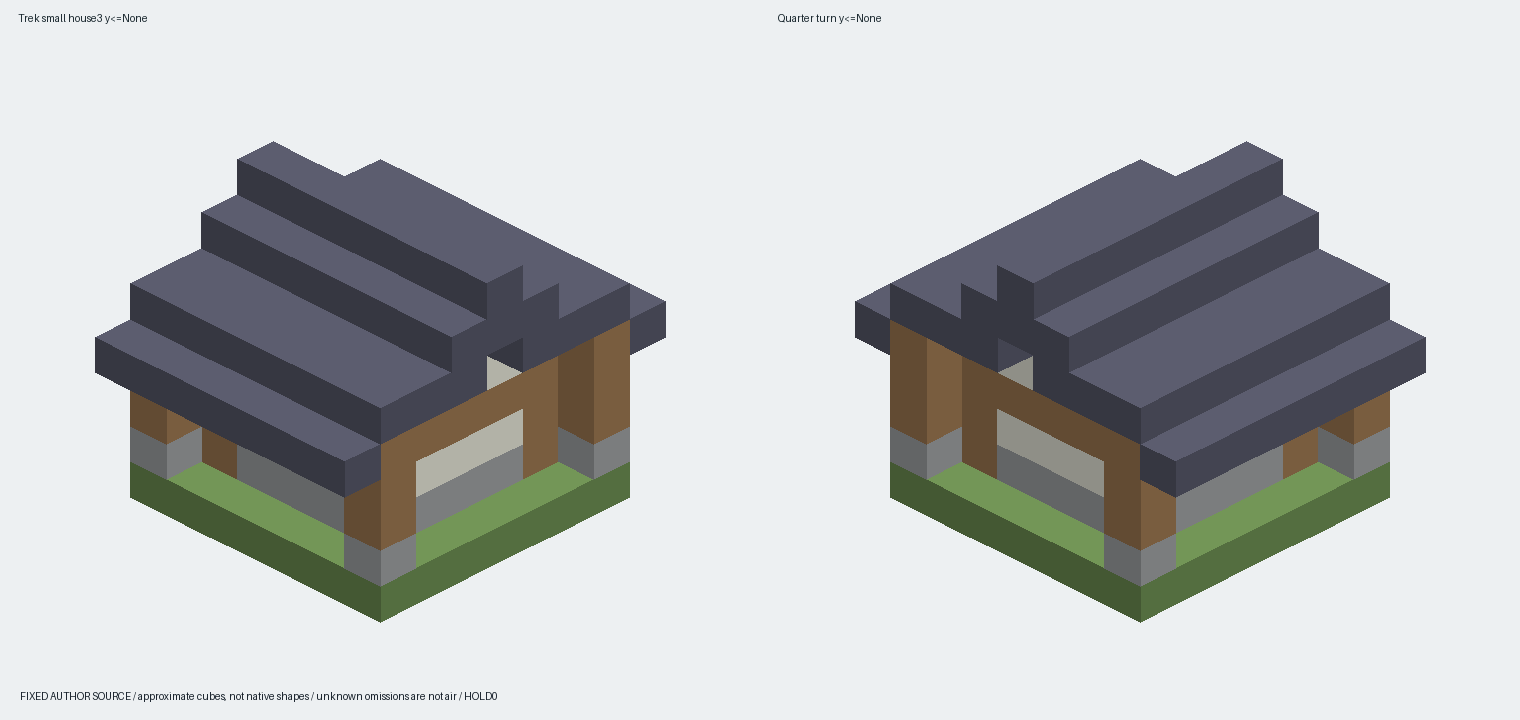 Trek small house3 y<=None
Quarter turn y<=None
FIXED AUTHOR SOURCE / approximate cubes, not native shapes / unknown omissions are not air / HOLD0